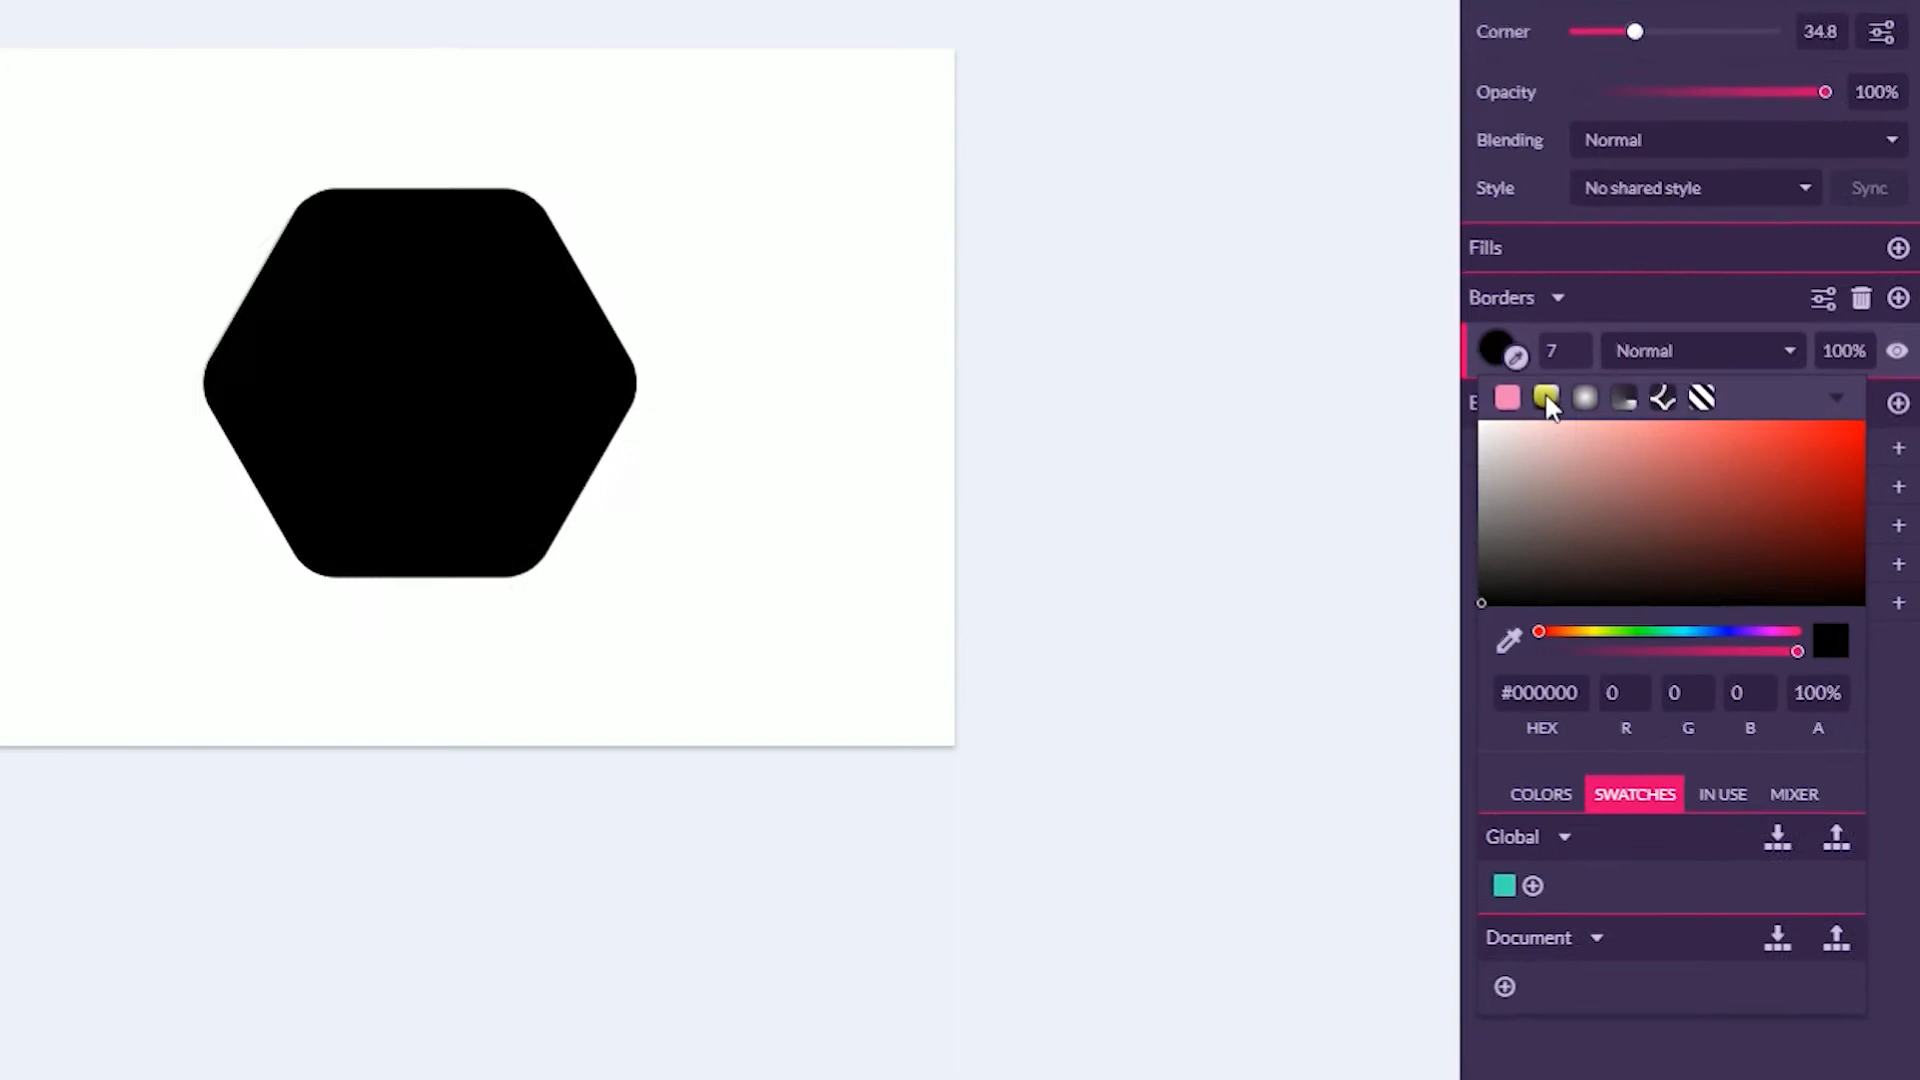 Corner 34.8
Opacity 100%
Blending Normal
Style No shared style Sync
Fills
Borders
7 Normal 100%
E
#000000 0 0 0 100%
HEX R G B A
COLORS SWATCHES IN USE MIXER
Global
Document